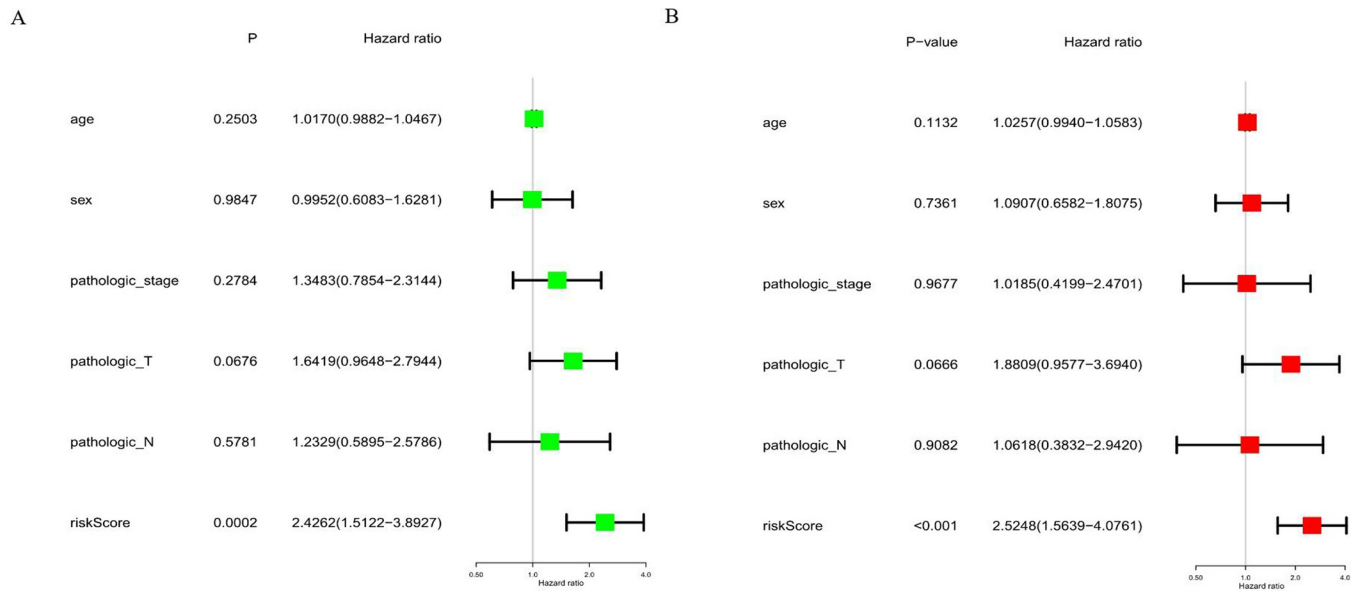 A
P Hazard ratio
age 0.2503 1.0170(0.9882−1.0467)
sex 0.9847 0.9952(0.6083−1.6281)
pathologic_stage 0.2784 1.3483(0.7854−2.3144)
pathologic_T 0.0676 1.6419(0.9648−2.7944)
pathologic_N 0.5781 1.2329(0.5895−2.5786)
riskScore 0.0002 2.4262(1.5122−3.8927)
0.50 1.0 2.0 4.0
Hazard ratio
B
P−value Hazard ratio
age 0.1132 1.0257(0.9940−1.0583)
sex 0.7361 1.0907(0.6582−1.8075)
pathologic_stage 0.9677 1.0185(0.4199−2.4701)
pathologic_T 0.0666 1.8809(0.9577−3.6940)
pathologic_N 0.9082 1.0618(0.3832−2.9420)
riskScore <0.001 2.5248(1.5639−4.0761)
0.50 1.0 2.0 4.0
Hazard ratio